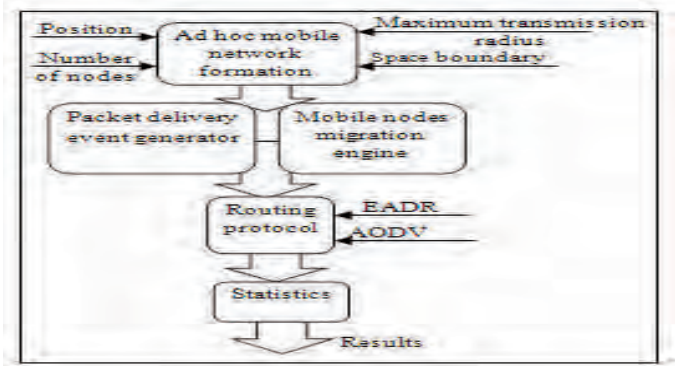 Position
Number
of nodes
Ad hoc mobile
network
formation
Maximum transmission
radius
Space boundary
Packet delivery
event generator
Mobile nodes
migration
engine
Routing
protocol
EADR
AODV
Statistics
Results